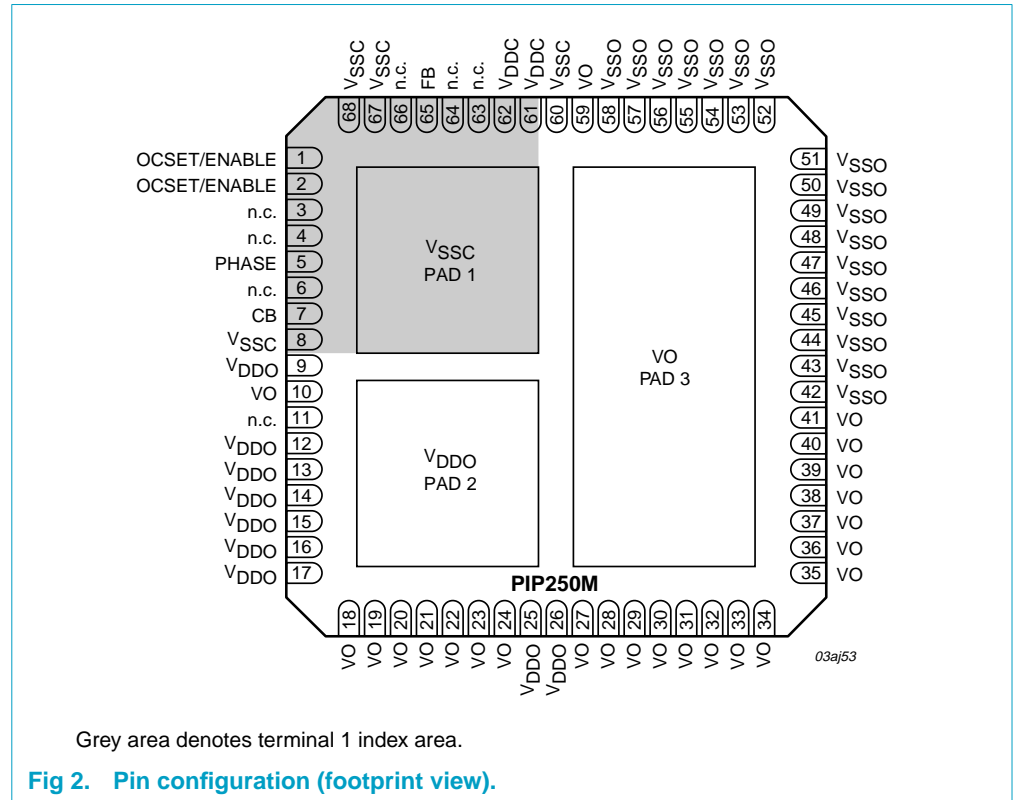 VSSC VSSC n.c. FB n.c. n.c. VDDC VDDC VSSC VO VSSO VSSO VSSO VSSO VSSO VSSO VSSO
68 67 66 65 64 63 62 61 60 59 58 57 56 55 54 53 52
OCSET/ENABLE 1
OCSET/ENABLE 2
n.c. 3
n.c. 4
PHASE 5
n.c. 6
CB 7
VSSC 8
VDDO 9
VO 10
n.c. 11
VDDO 12
VDDO 13
VDDO 14
VDDO 15
VDDO 16
VDDO 17
VSSC
PAD 1
VDDO
PAD 2
VO
PAD 3
51 VSSO
50 VSSO
49 VSSO
48 VSSO
47 VSSO
46 VSSO
45 VSSO
44 VSSO
43 VSSO
42 VSSO
41 VO
40 VO
39 VO
38 VO
37 VO
36 VO
35 VO
PIP250M
18 19 20 21 22 23 24 25 26 27 28 29 30 31 32 33 34
VO VO VO VO VO VO VO VDDO VDDO VO VO VO VO VO VO VO VO
03aj53
Grey area denotes terminal 1 index area.
Fig 2. Pin configuration (footprint view).